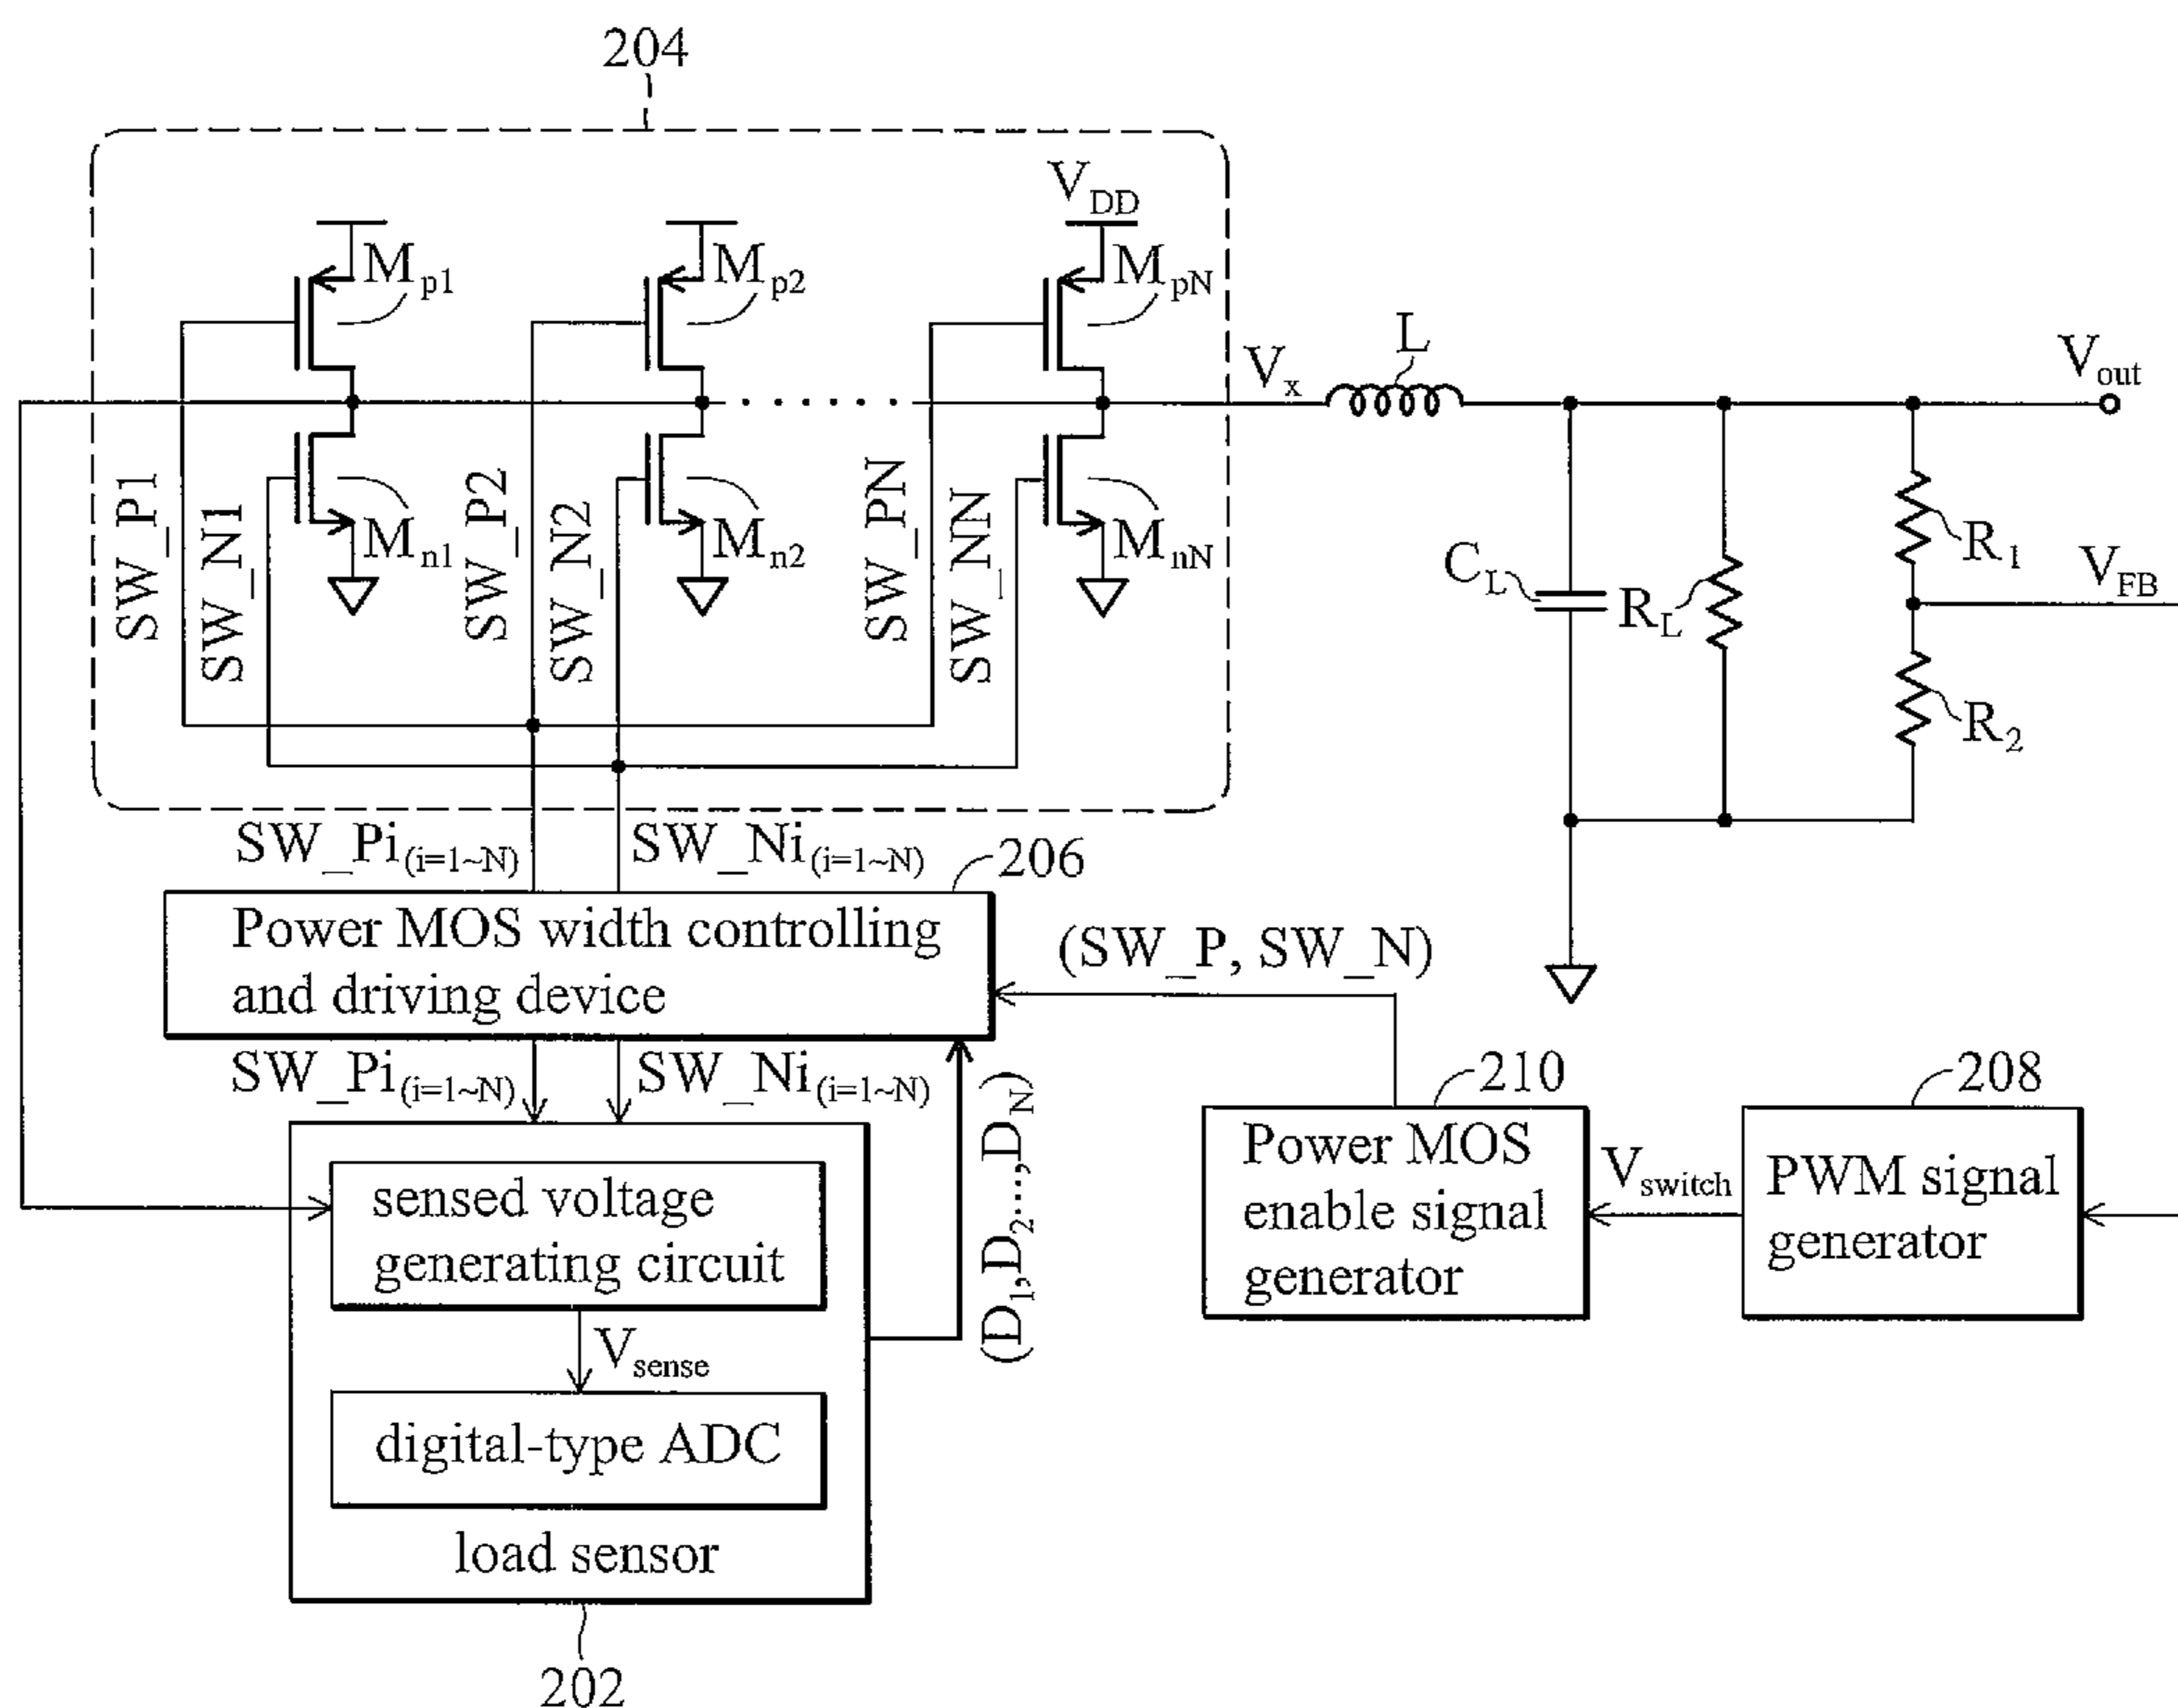 204
V_DD
M_p1
M_p2
M_pN
V_x
L
V_out
SW_P1
SW_N1
SW_P2
SW_N2
SW_PN
SW_NN
M_n1
M_n2
M_nN
C_L
R_L
R_1
V_FB
R_2
SW_Pi(i=1~N)
SW_Ni(i=1~N)
206
Power MOS width controlling
and driving device
(SW_P, SW_N)
SW_Pi(i=1~N)
SW_Ni(i=1~N)
(D_1,D_2...,D_N)
210
208
Power MOS
enable signal
generator
V_switch
PWM signal
generator
sensed voltage
generating circuit
V_sense
digital-type ADC
load sensor
202